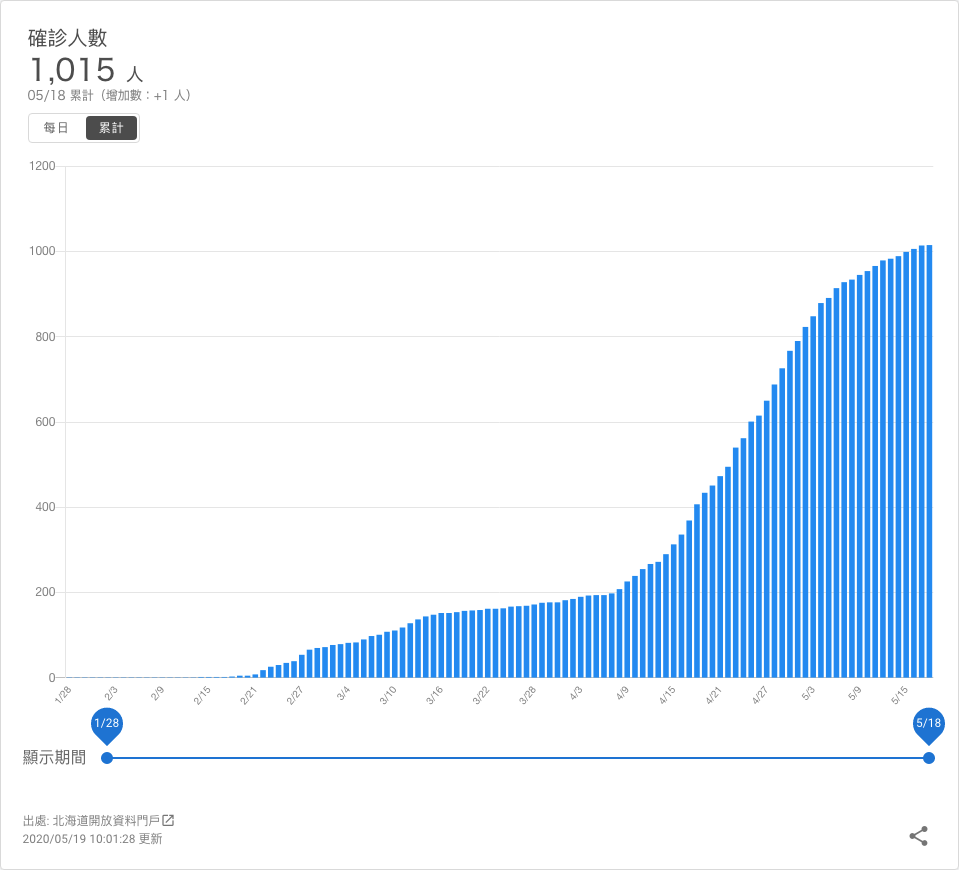 確診人數
1,015 人
05/18 累計（增加數：+1 人）
每日 累計
1200
1000
800
600
400
200
0
1/28 2/3 2/9 2/15 2/21 2/27 3/4 3/10 3/16 3/22 3/28 4/3 4/9 4/15 4/21 4/27 5/3 5/9 5/15
1/28 5/18
顯示期間
出處: 北海道開放資料門戶
2020/05/19 10:01:28 更新